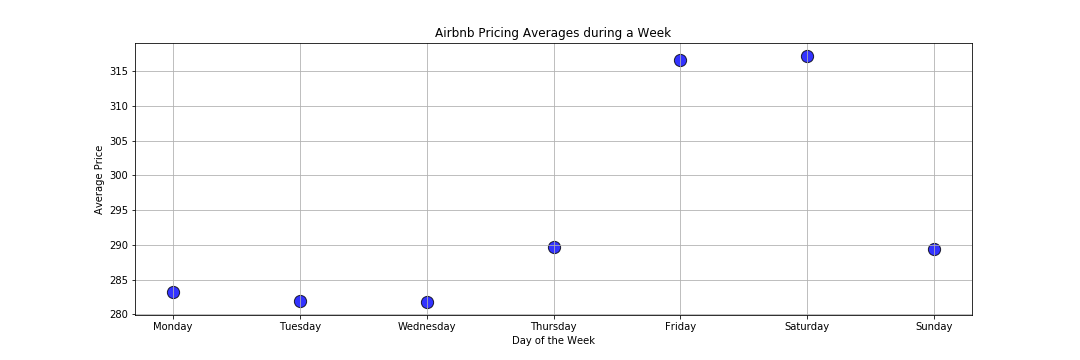 Airbnb Pricing Averages during a Week
Average Price
315
310
305
300
295
290
285
280
Monday Tuesday Wednesday Thursday Friday Saturday Sunday
Day of the Week